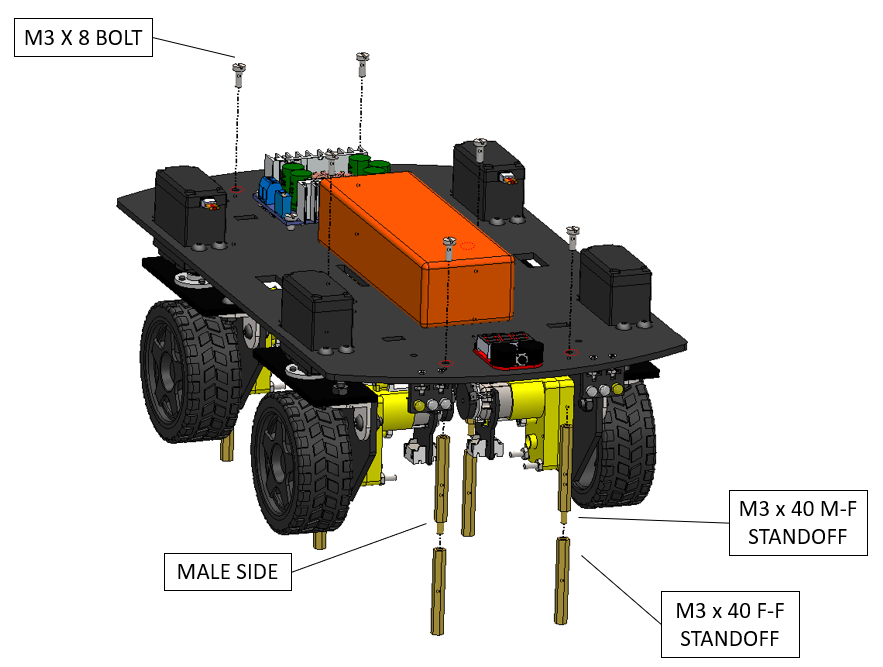 M3 X 8 BOLT
M3 x 40 M-F
STANDOFF
MALE SIDE
M3 x 40 F-F
STANDOFF